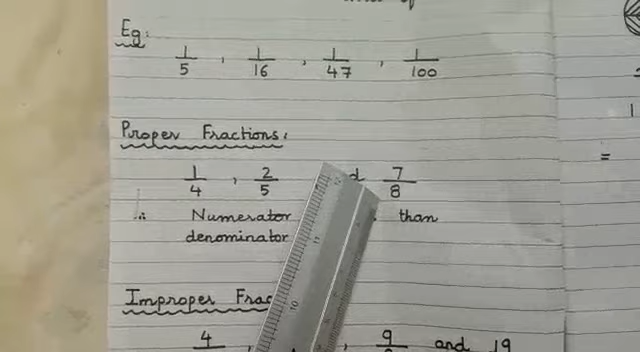 of
Eg:
1/5 , 1/16 , 1/47 , 1/100
Proper Fractions:
1/4 , 2/5 7/8
∴ Numerator than
denominator
=
Improper
4 , , 9 and 19